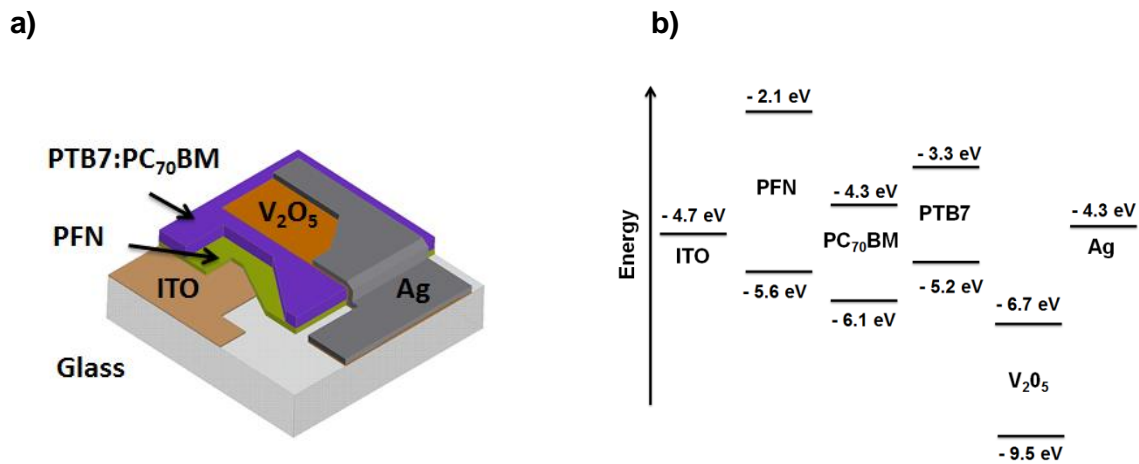 a)
PTB7:PC₇₀BM
PFN
V₂O₅
ITO
Ag
Glass
b)
Energy
- 2.1 eV
PFN
- 5.6 eV
- 4.7 eV
ITO
- 4.3 eV
PC₇₀BM
- 6.1 eV
- 3.3 eV
PTB7
- 5.2 eV
- 6.7 eV
V₂0₅
- 9.5 eV
- 4.3 eV
Ag